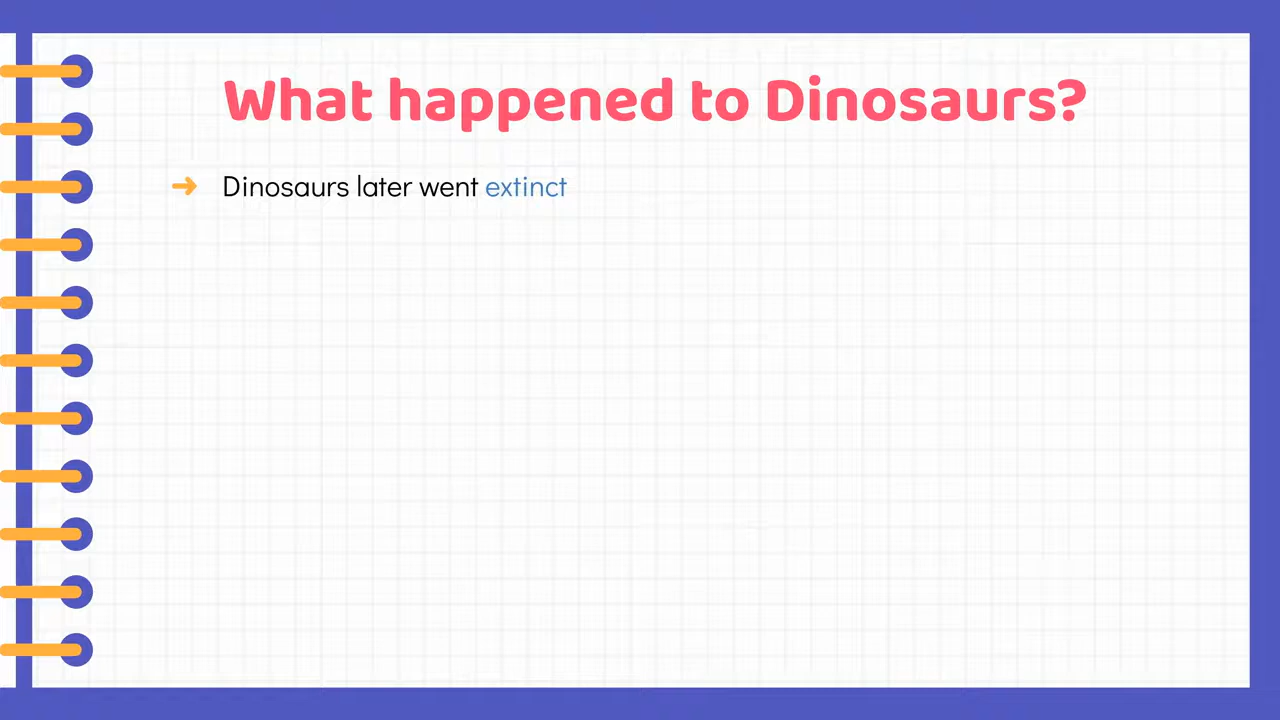 What happened to Dinosaurs?
➜ Dinosaurs later went extinct